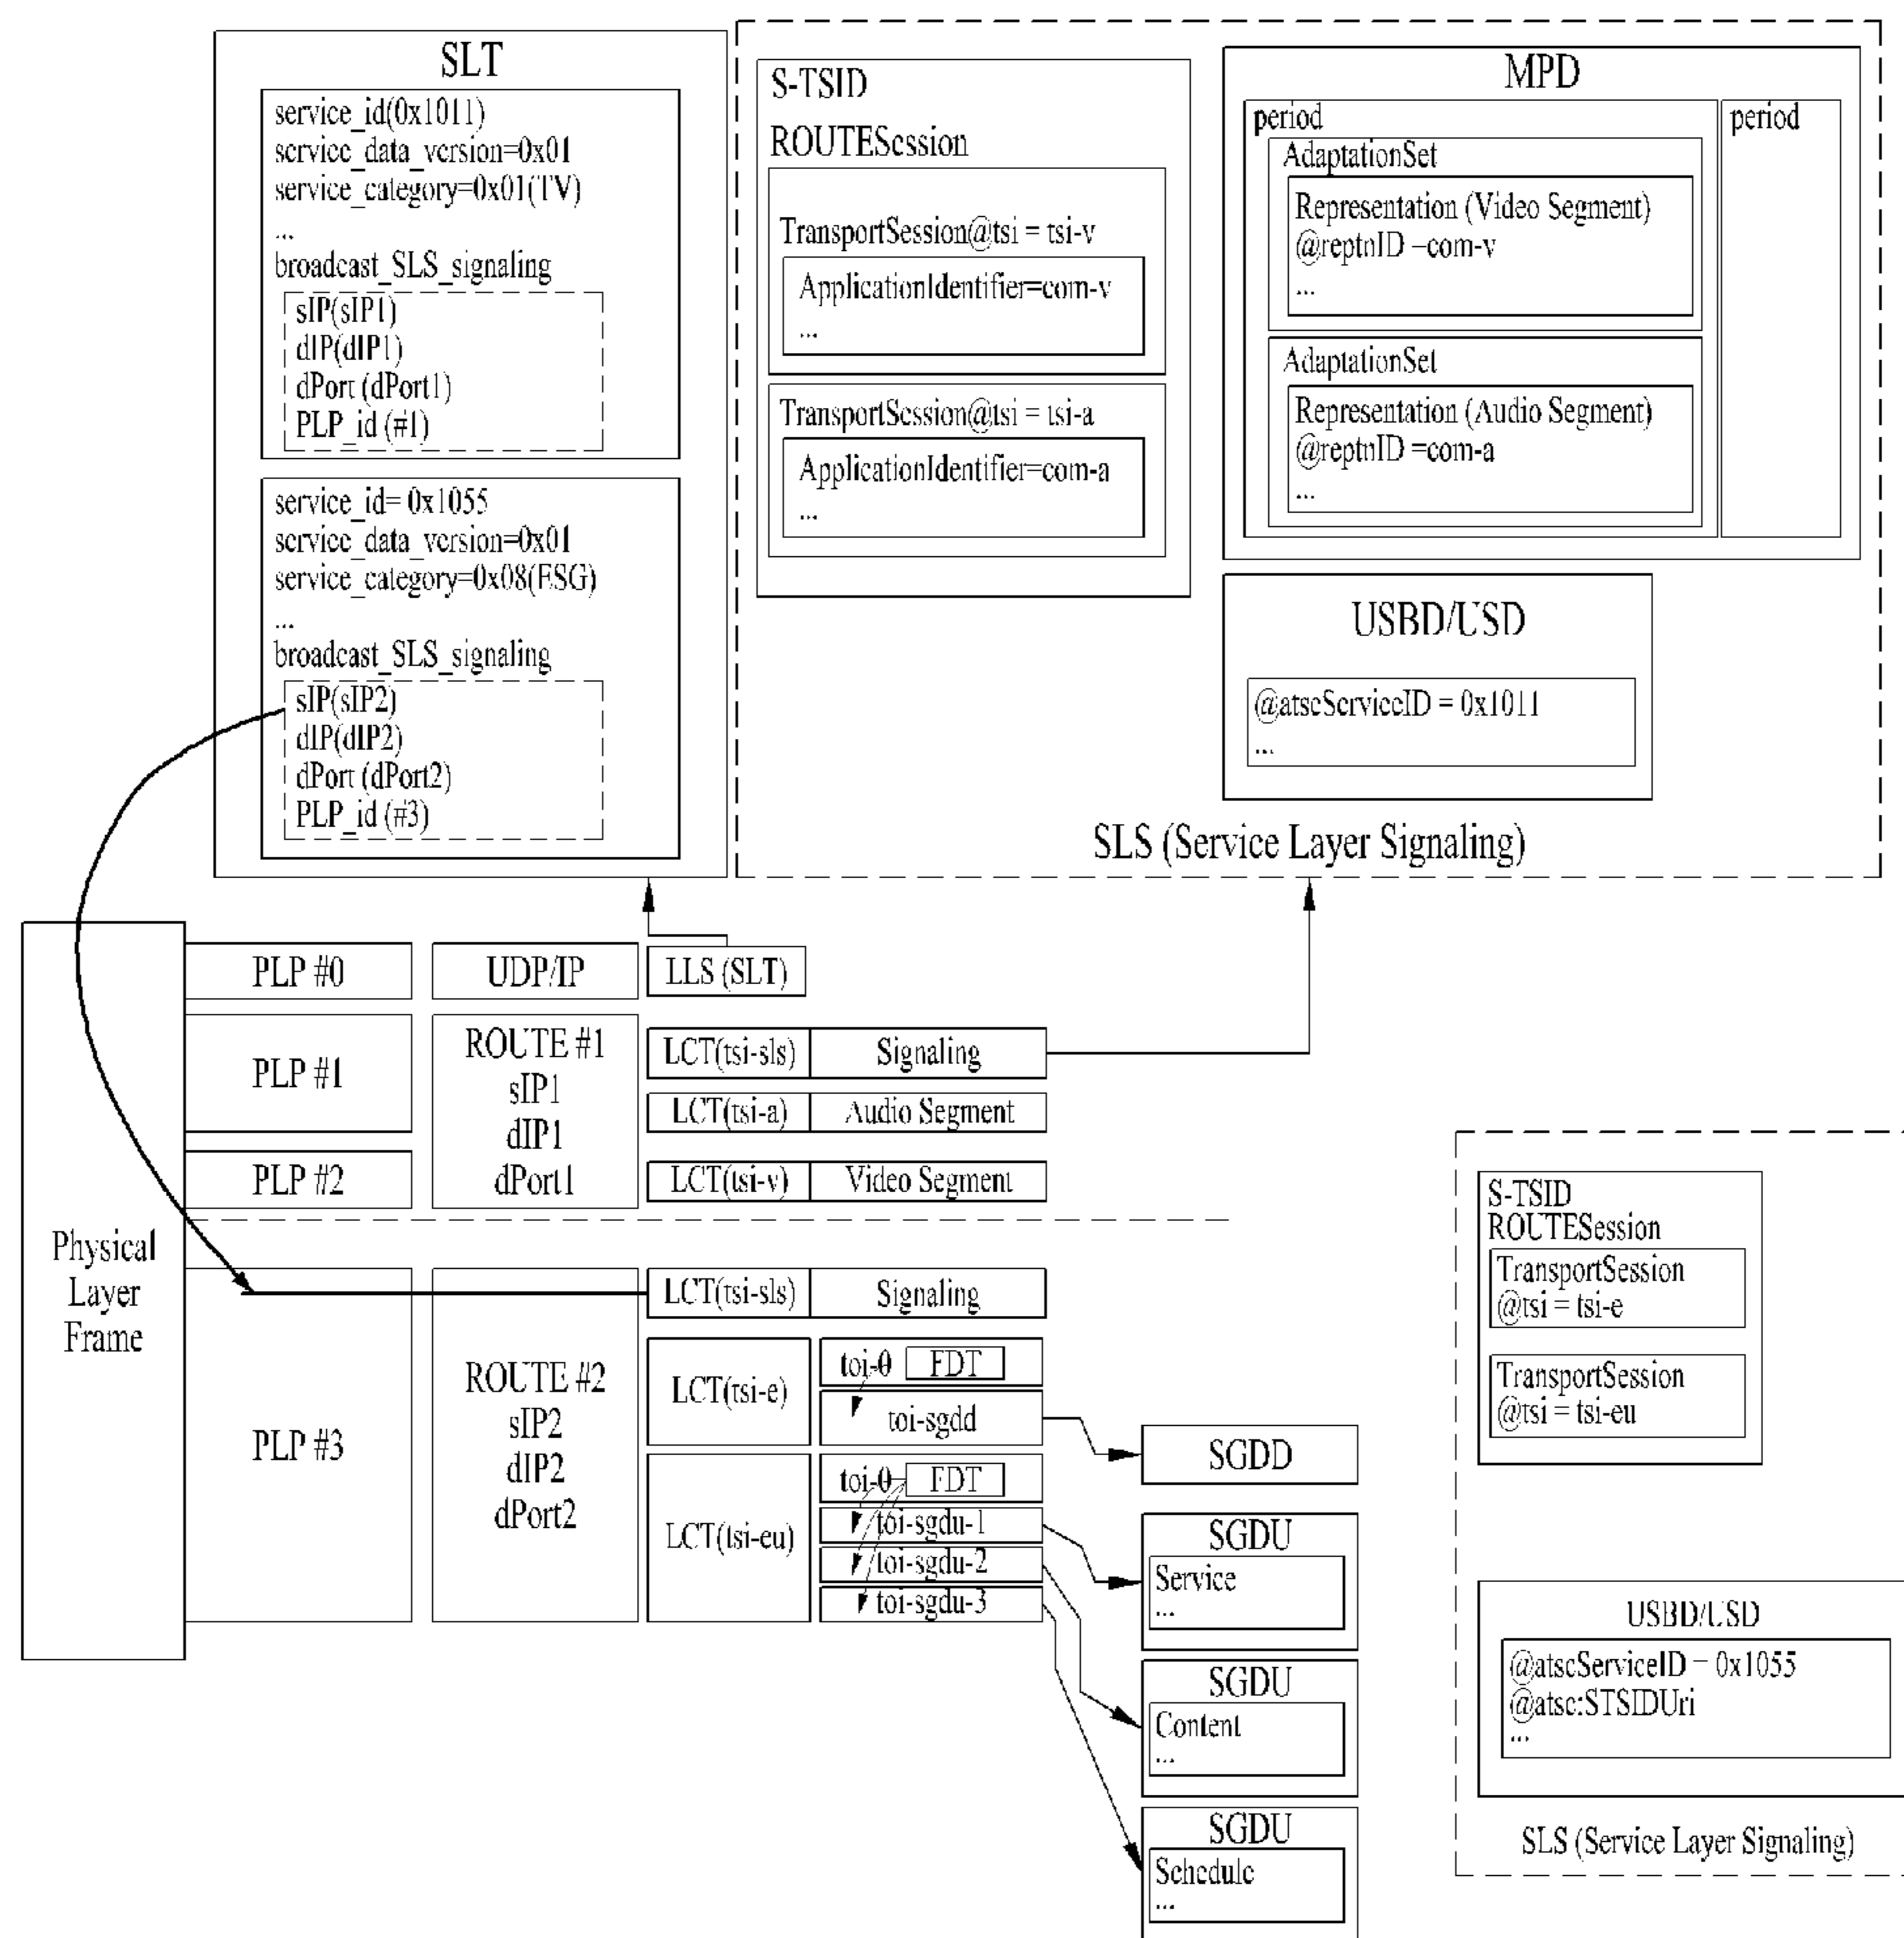 SLT
service_id(0x1011)
service_data_version=0x01
service_category=0x01(TV)
...
broadcast_SLS_signaling
sIP(sIP1)
dIP(dIP1)
dPort (dPort1)
PLP_id (#1)
service_id= 0x1055
service_data_version=0x01
service_category=0x08(ESG)
...
broadcast_SLS_signaling
sIP(sIP2)
dIP(dIP2)
dPort (dPort2)
PLP_id (#3)
S-TSID
ROUTESession
TransportSession@tsi = tsi-v
ApplicationIdentifier=com-v
...
TransportSession@tsi = tsi-a
ApplicationIdentifier=com-a
...
MPD
period
AdaptationSet
Representation (Video Segment)
@reptnID =com-v
...
AdaptationSet
Representation (Audio Segment)
@reptnID =com-a
...
period
USBD/USD
@atscServiceID = 0x1011
...
SLS (Service Layer Signaling)
Physical
Layer
Frame
PLP #0
UDP/IP
LLS (SLT)
PLP #1
PLP #2
ROUTE #1
sIP1
dIP1
dPort1
LCT(tsi-sls)
Signaling
LCT(tsi-a)
Audio Segment
LCT(tsi-v)
Video Segment
PLP #3
ROUTE #2
sIP2
dIP2
dPort2
LCT(tsi-sls)
Signaling
LCT(tsi-e)
toi-0
FDT
toi-sgdd
LCT(tsi-eu)
toi-0
FDT
toi-sgdu-1
toi-sgdu-2
toi-sgdu-3
SGDD
SGDU
Service
...
SGDU
Content
...
SGDU
Schedule
...
S-TSID
ROUTESession
TransportSession
@tsi = tsi-e
TransportSession
@tsi = tsi-eu
USBD/USD
@atscServiceID = 0x1055
@atsc:STSIDUri
...
SLS (Service Layer Signaling)